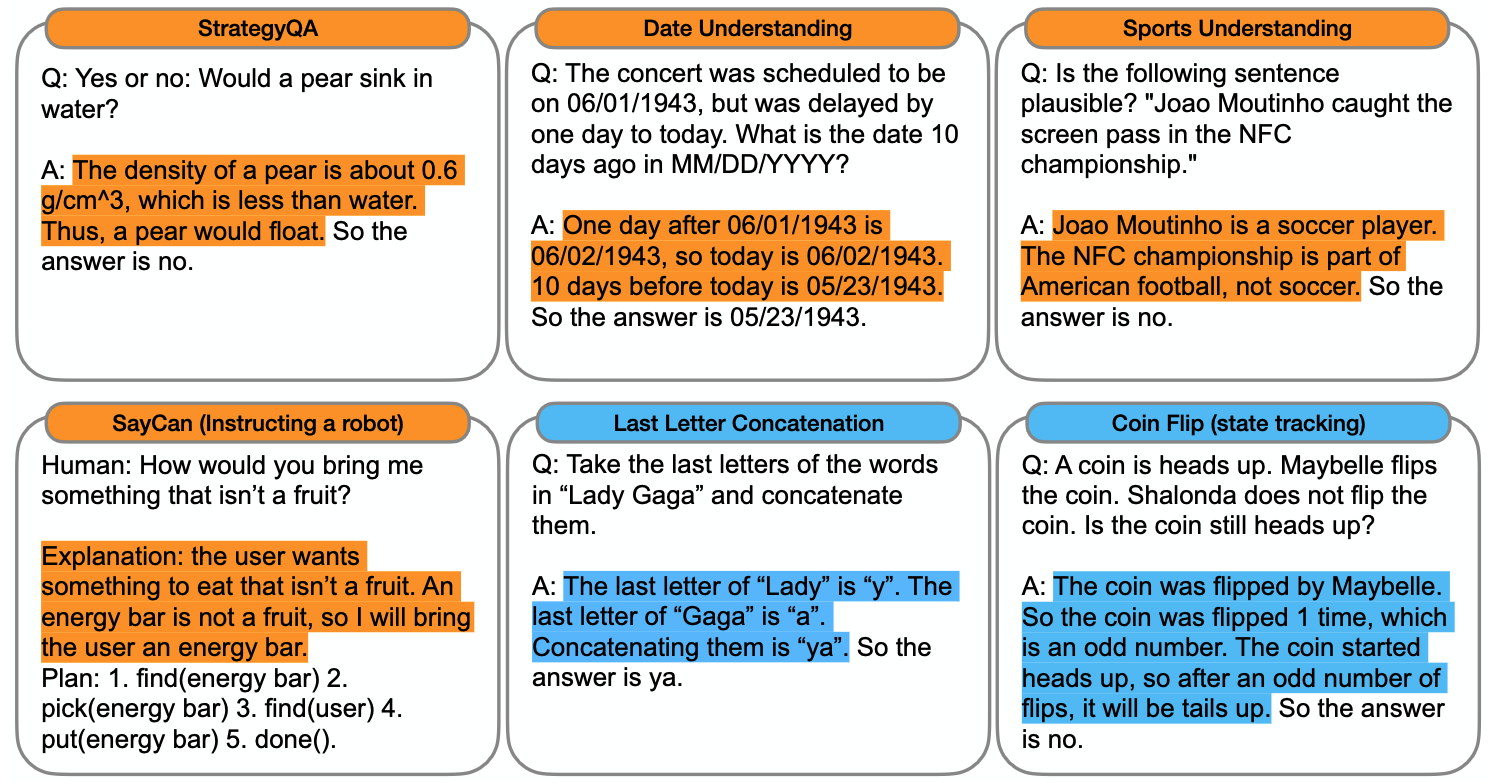 StrategyQA
Q: Yes or no: Would a pear sink in
water?
A: The density of a pear is about 0.6
g/cm^3, which is less than water.
Thus, a pear would float. So the
answer is no.
Date Understanding
Q: The concert was scheduled to be
on 06/01/1943, but was delayed by
one day to today. What is the date 10
days ago in MM/DD/YYYY?
A: One day after 06/01/1943 is
06/02/1943, so today is 06/02/1943.
10 days before today is 05/23/1943.
So the answer is 05/23/1943.
Sports Understanding
Q: Is the following sentence
plausible? "Joao Moutinho caught the
screen pass in the NFC
championship."
A: Joao Moutinho is a soccer player.
The NFC championship is part of
American football, not soccer. So the
answer is no.
SayCan (Instructing a robot)
Human: How would you bring me
something that isn’t a fruit?
Explanation: the user wants
something to eat that isn’t a fruit. An
energy bar is not a fruit, so I will bring
the user an energy bar.
Plan: 1. find(energy bar) 2.
pick(energy bar) 3. find(user) 4.
put(energy bar) 5. done().
Last Letter Concatenation
Q: Take the last letters of the words
in “Lady Gaga” and concatenate
them.
A: The last letter of “Lady” is “y”. The
last letter of “Gaga” is “a”.
Concatenating them is “ya”. So the
answer is ya.
Coin Flip (state tracking)
Q: A coin is heads up. Maybelle flips
the coin. Shalonda does not flip the
coin. Is the coin still heads up?
A: The coin was flipped by Maybelle.
So the coin was flipped 1 time, which
is an odd number. The coin started
heads up, so after an odd number of
flips, it will be tails up. So the answer
is no.